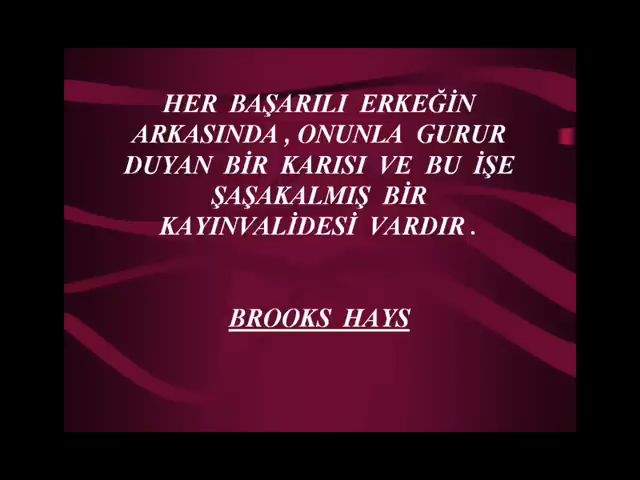 HER BAŞARILI ERKEĞİN
ARKASINDA , ONUNLA GURUR
DUYAN BİR KARISI VE BU İŞE
ŞAŞAKALMIŞ BİR
KAYINVALİDESİ VARDIR .
BROOKS HAYS